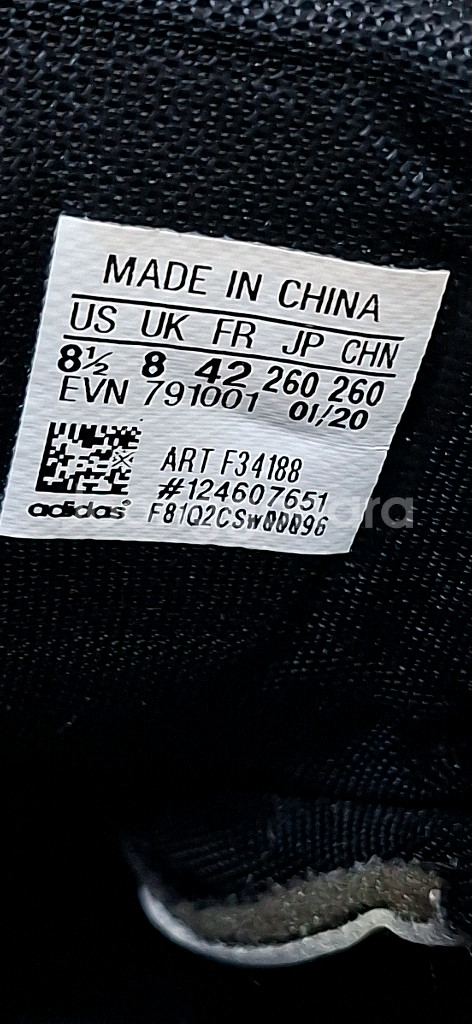 MADE IN CHINA
US UK FR JP CHN
8½ 8 42 260 260
EVN 791001 01/20
ART F34188
#124607651
adidas F81Q2CSw00096